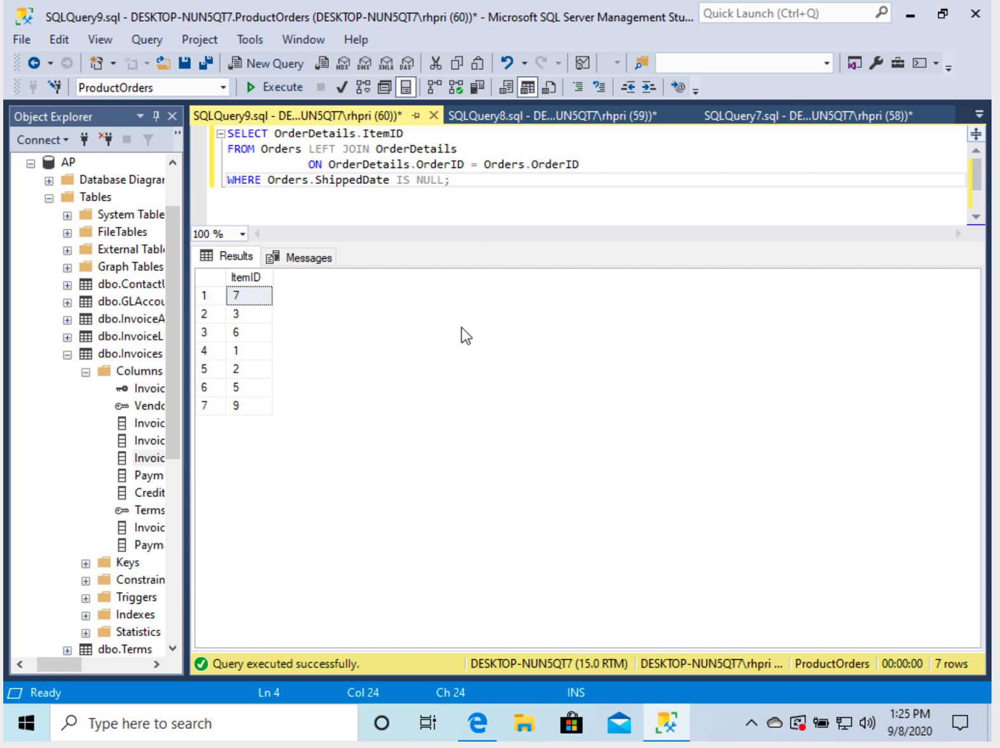 SQLQuery9.sql - DESKTOP-NUN5QT7.ProductOrders (DESKTOP-NUN5QT7\rhpri (60))* - Microsoft SQL Server Management Stu...
Quick Launch (Ctrl+Q)
File Edit View Query Project Tools Window Help
New Query MDX DMX XMLA DAX
ProductOrders Execute
Object Explorer
SQLQuery9.sql - DE...UN5QT7\rhpri (60))*
SQLQuery8.sql - DE...UN5QT7\rhpri (59))*
SQLQuery7.sql - DE...UN5QT7\rhpri (58))*
Connect
AP
Database Diagrar
Tables
System Table
FileTables
External Tabl
Graph Tables
dbo.ContactU
dbo.GLAccou
dbo.InvoiceA
dbo.InvoiceL
dbo.Invoices
Columns
Invoic
Vendc
Invoic
Invoic
Invoic
Paym
Credit
Terms
Invoic
Paym
Keys
Constrain
Triggers
Indexes
Statistics
dbo.Terms
SELECT OrderDetails.ItemID
FROM Orders LEFT JOIN OrderDetails
ON OrderDetails.OrderID = Orders.OrderID
WHERE Orders.ShippedDate IS NULL;
100 %
Results Messages
ItemID
1 7
2 3
3 6
4 1
5 2
6 5
7 9
Query executed successfully.
DESKTOP-NUN5QT7 (15.0 RTM)
DESKTOP-NUN5QT7\rhpri ...
ProductOrders
00:00:00
7 rows
Ready Ln 4 Col 24 Ch 24 INS
Type here to search
1:25 PM
9/8/2020